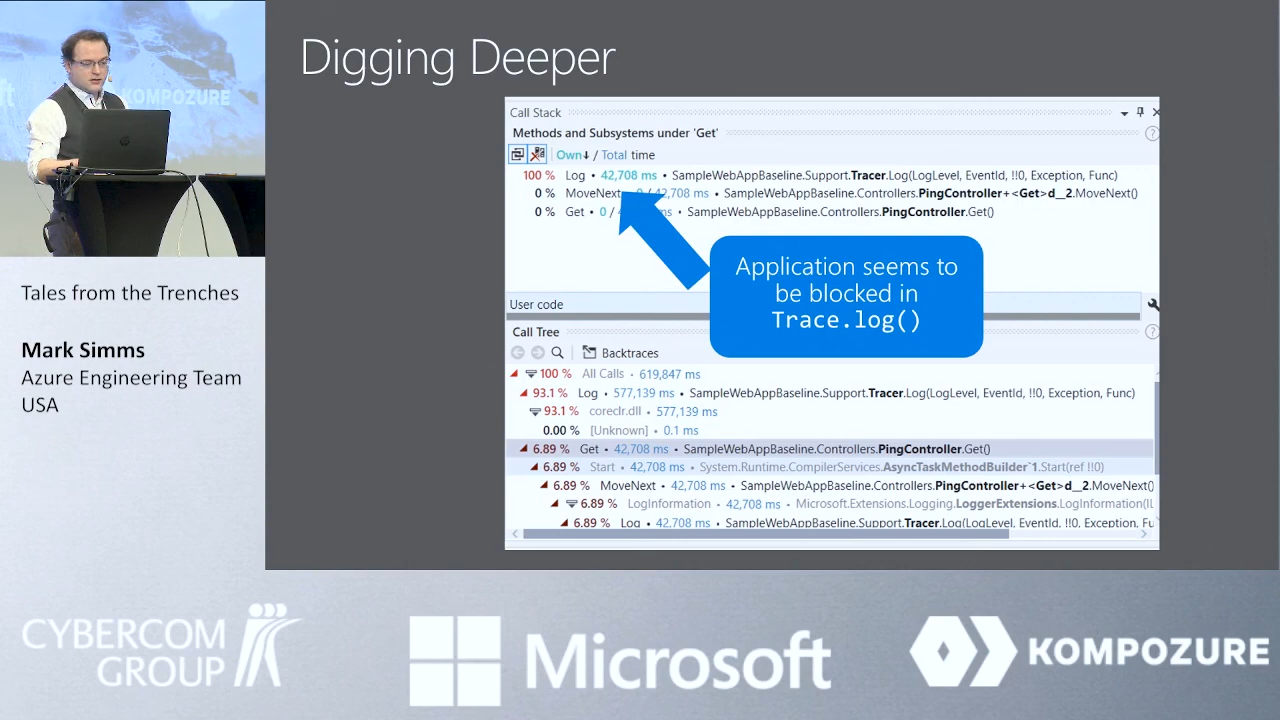 Digging Deeper
KOMPOZURE
Call Stack
Methods and Subsystems under 'Get'
Own / Total time
100 % Log • 42,708 ms • SampleWebAppBaseline.Support.Tracer.Log(LogLevel, EventId, !!0, Exception, Func)
0 % MoveNext 42,708 ms • SampleWebAppBaseline.Controllers.PingController+<Get>d__2.MoveNext()
0 % Get • 0 / ms • SampleWebAppBaseline.Controllers.PingController.Get()
Application seems to
be blocked in
Trace.log()
User code
Call Tree
Backtraces
100 % All Calls • 619,847 ms
93.1 % Log • 577,139 ms • SampleWebAppBaseline.Support.Tracer.Log(LogLevel, EventId, !!0, Exception, Func)
93.1 % coreclr.dll • 577,139 ms
0.00 % [Unknown] • 0.1 ms
6.89 % Get • 42,708 ms • SampleWebAppBaseline.Controllers.PingController.Get()
6.89 % Start • 42,708 ms • System.Runtime.CompilerServices.AsyncTaskMethodBuilder`1.Start(ref !!0)
6.89 % MoveNext • 42,708 ms • SampleWebAppBaseline.Controllers.PingController+<Get>d__2.MoveNext()
6.89 % LogInformation • 42,708 ms • Microsoft.Extensions.Logging.LoggerExtensions.LogInformation(IL
6.89 % Log • 42,708 ms • SampleWebAppBaseline.Support.Tracer.Log(LogLevel, EventId, !!0, Exception, Fu
Tales from the Trenches
Mark Simms
Azure Engineering Team
USA
CYBERCOM
GROUP
Microsoft
KOMPOZURE